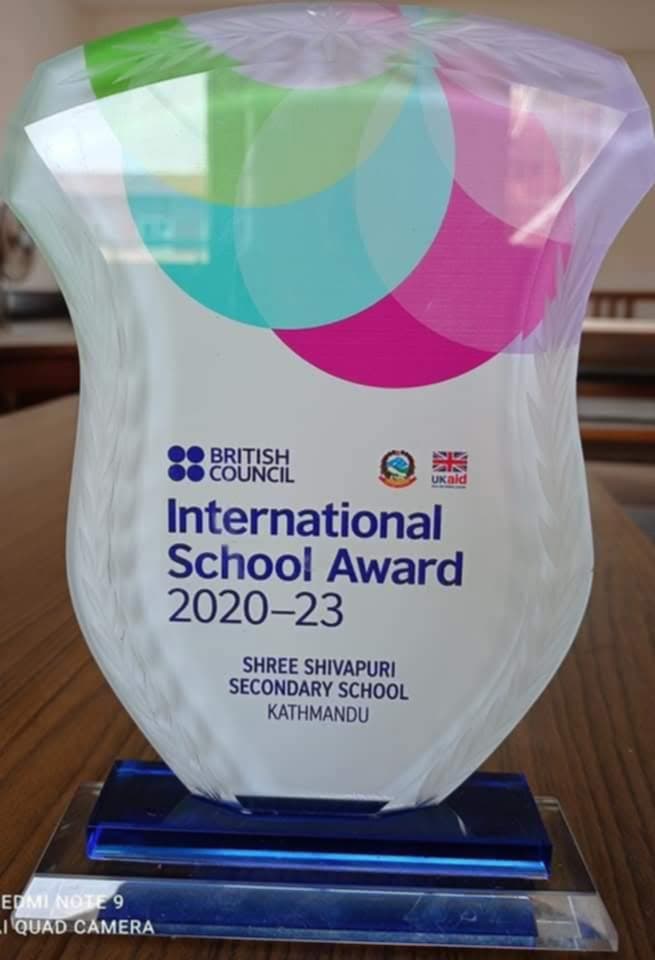 BRITISH
COUNCIL
UKaid
International
School Award
2020–23
SHREE SHIVAPURI
SECONDARY SCHOOL
KATHMANDU
EDMI NOTE 9
AI QUAD CAMERA